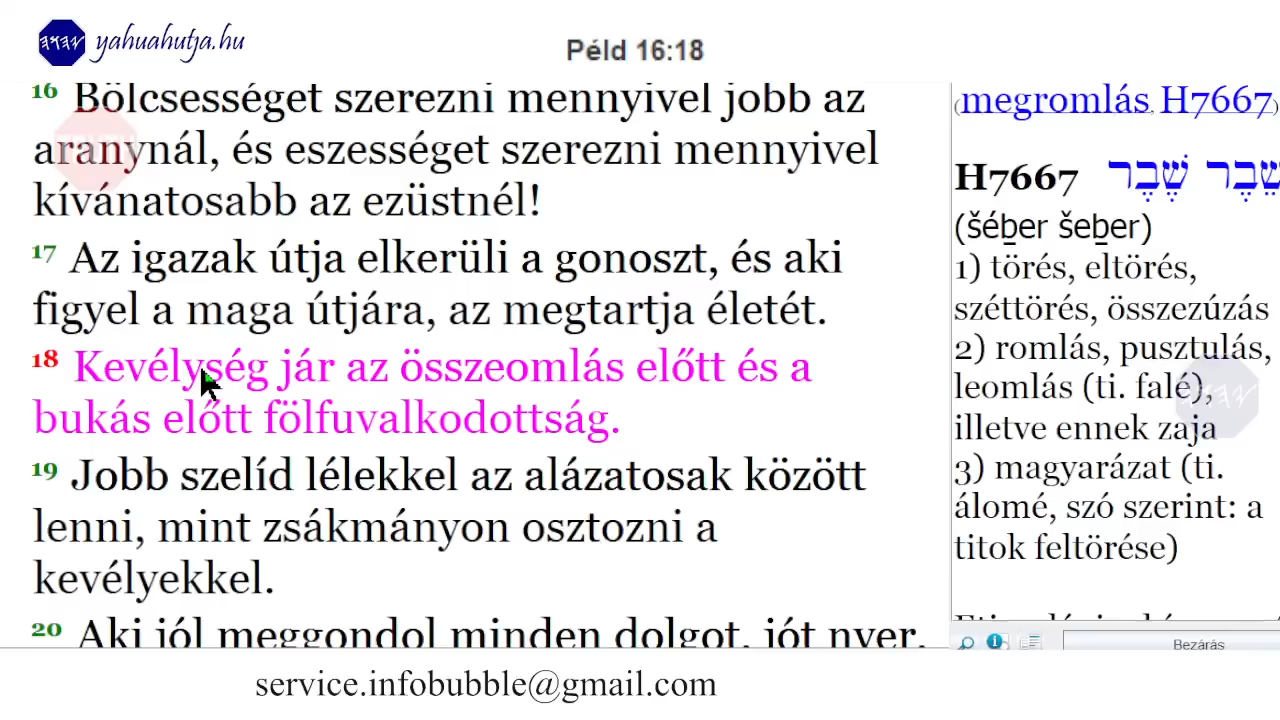 yahuahutja.hu
Péld 16:18
16 Bölcsességet szerezni mennyivel jobb az
aranynál, és eszességet szerezni mennyivel
kívánatosabb az ezüstnél!
17 Az igazak útja elkerüli a gonoszt, és aki
figyel a maga útjára, az megtartja életét.
18 Kevélység jár az összeomlás előtt és a
bukás előtt fölfuvalkodottság.
19 Jobb szelíd lélekkel az alázatosak között
lenni, mint zsákmányon osztozni a
kevélyekkel.
20 Aki jól meggondol minden dolgot, jót nyer,
(megromlás, H7667)
H7667 שֵׁבֶר שֶׁבֶר
(šéḇer šeḇer)
1) törés, eltörés,
széttörés, összezúzás
2) romlás, pusztulás,
leomlás (ti. falé),
illetve ennek zaja
3) magyarázat (ti.
álomé, szó szerint: a
titok feltörése)
Bezárás
service.infobubble@gmail.com